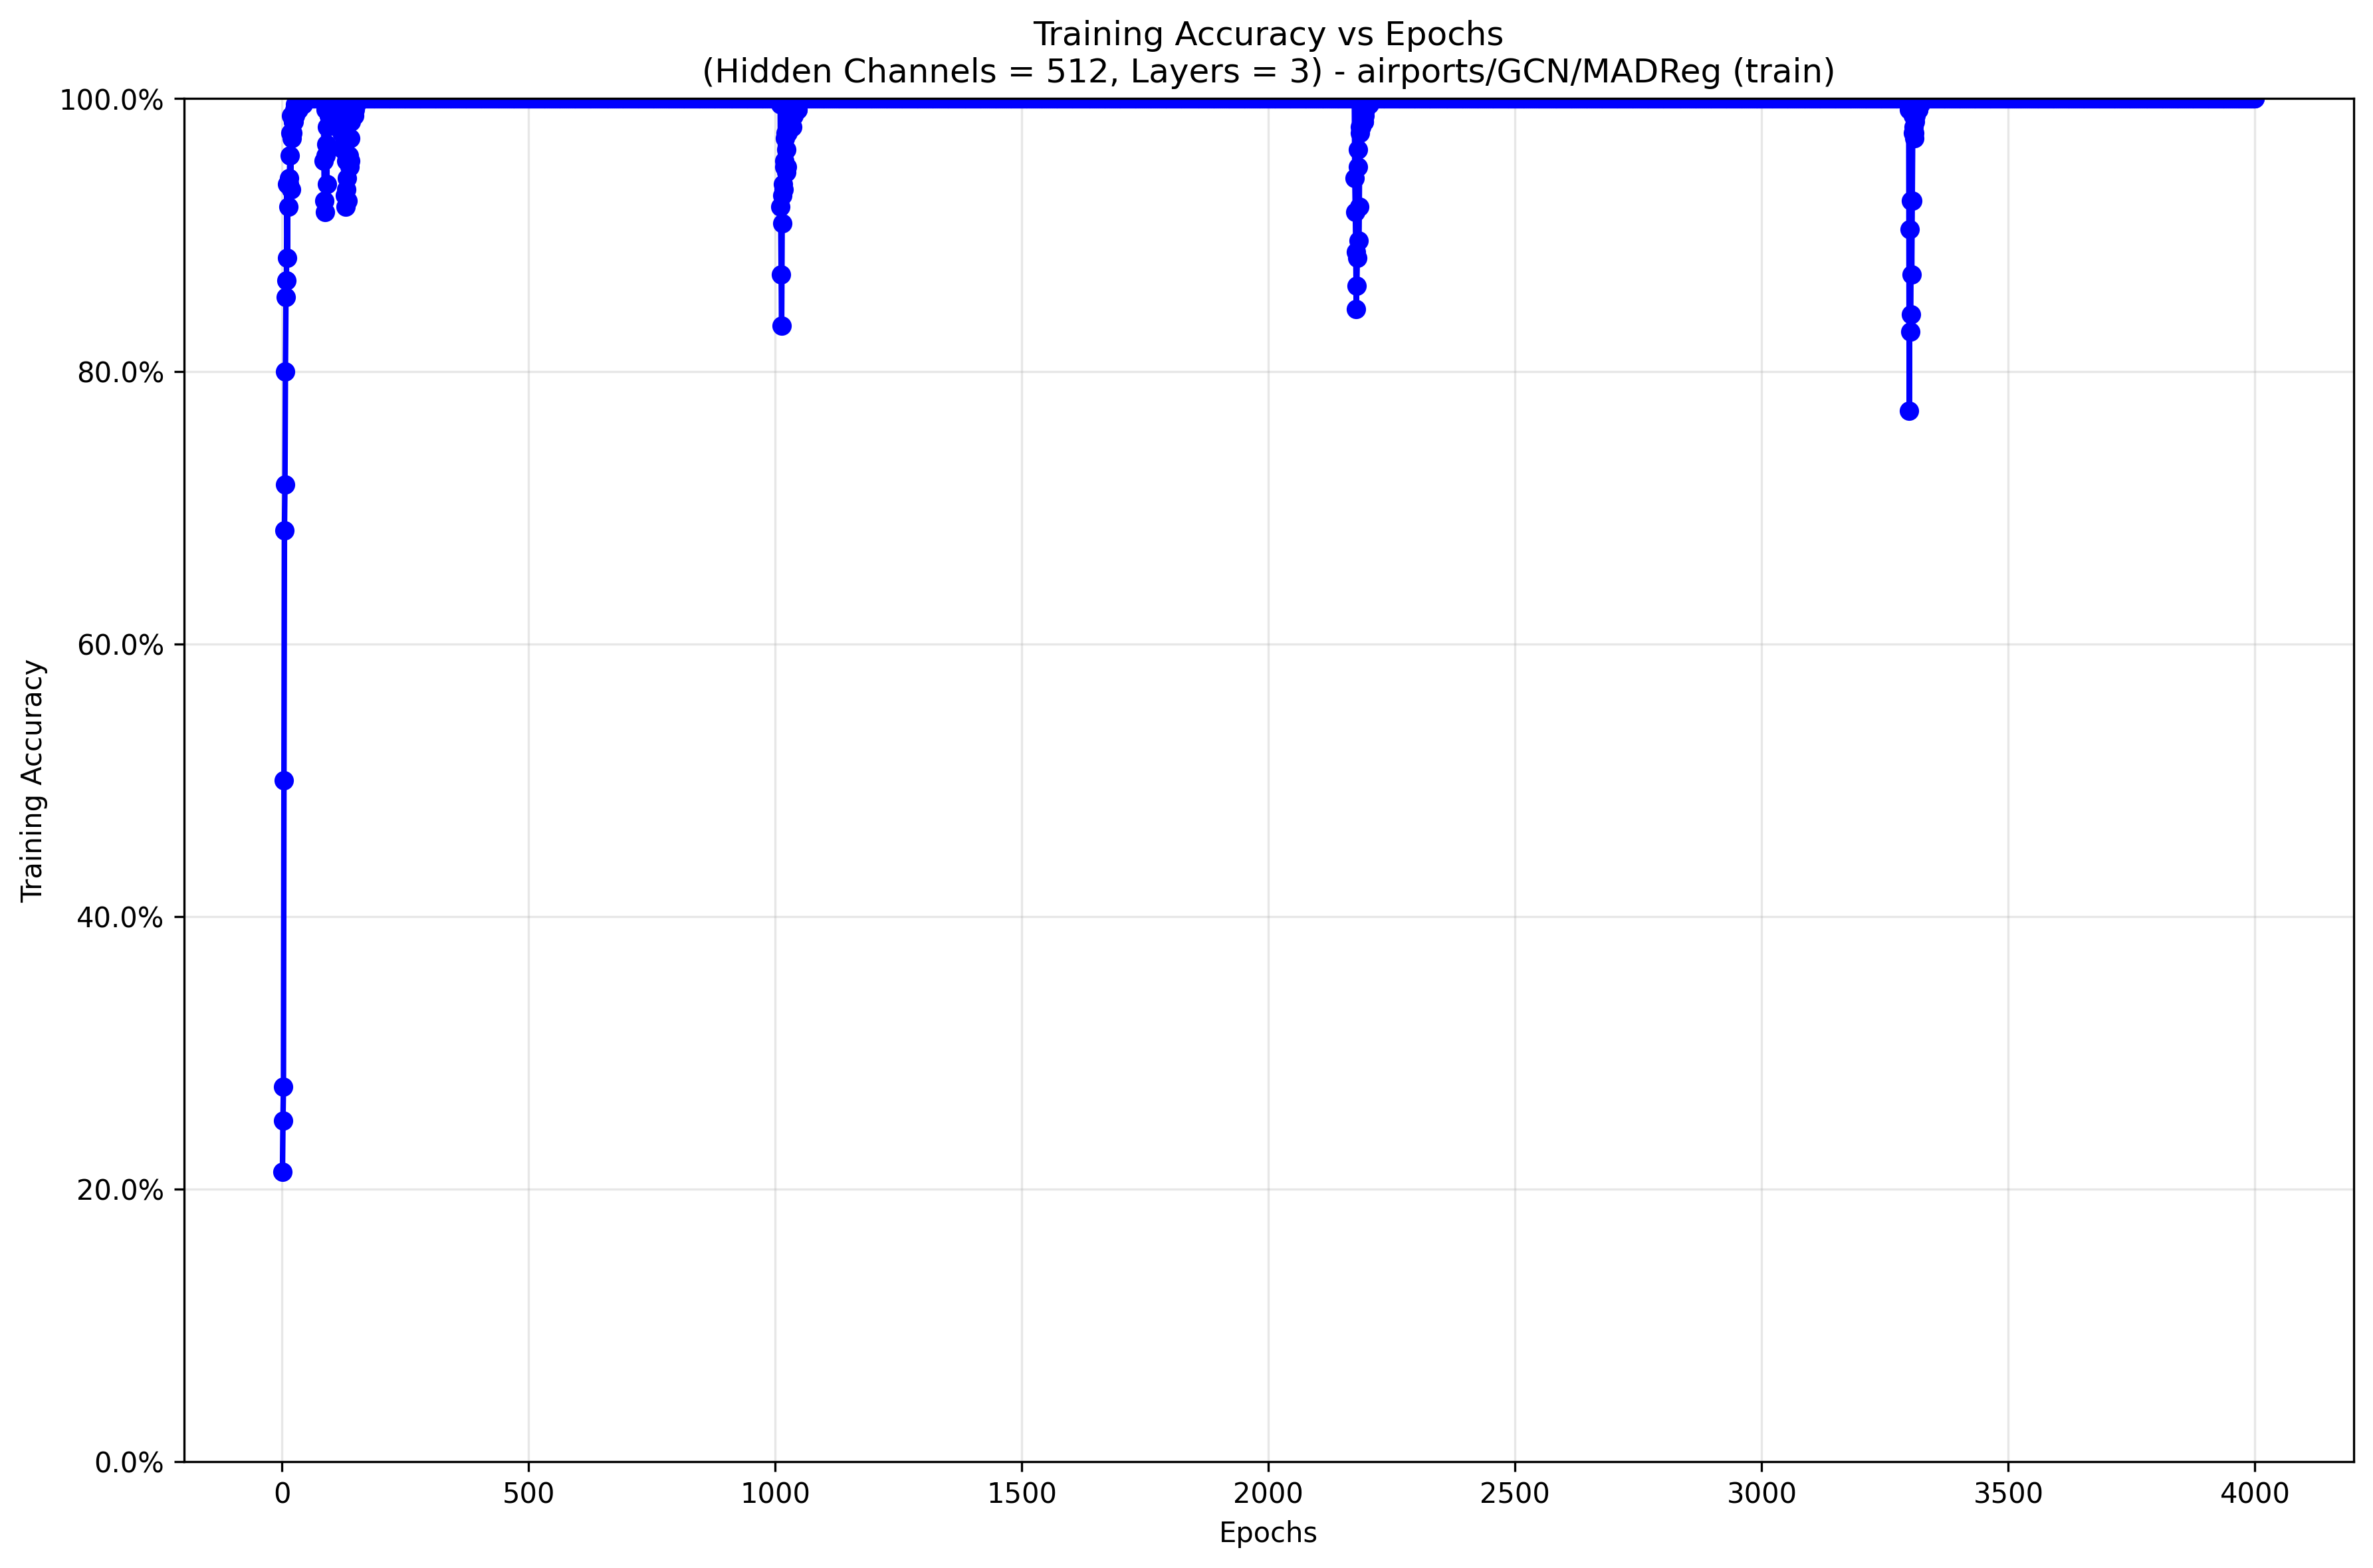 Training Accuracy vs Epochs
(Hidden Channels = 512, Layers = 3) - airports/GCN/MADReg (train)
100.0%
80.0%
60.0%
40.0%
20.0%
0.0%
Training Accuracy
0 500 1000 1500 2000 2500 3000 3500 4000
Epochs